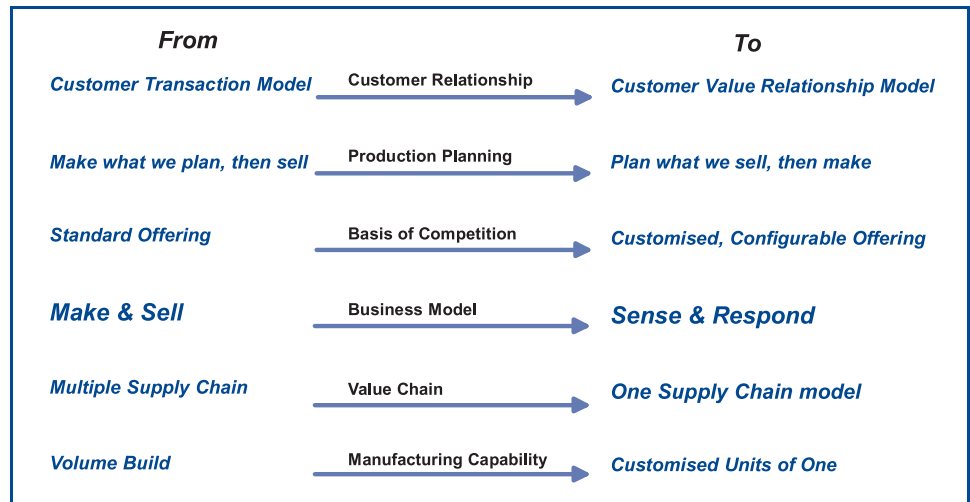 From To
Customer Transaction Model Customer Relationship Customer Value Relationship Model
Make what we plan, then sell Production Planning Plan what we sell, then make
Standard Offering Basis of Competition Customised, Configurable Offering
Make & Sell Business Model Sense & Respond
Multiple Supply Chain Value Chain One Supply Chain model
Volume Build Manufacturing Capability Customised Units of One